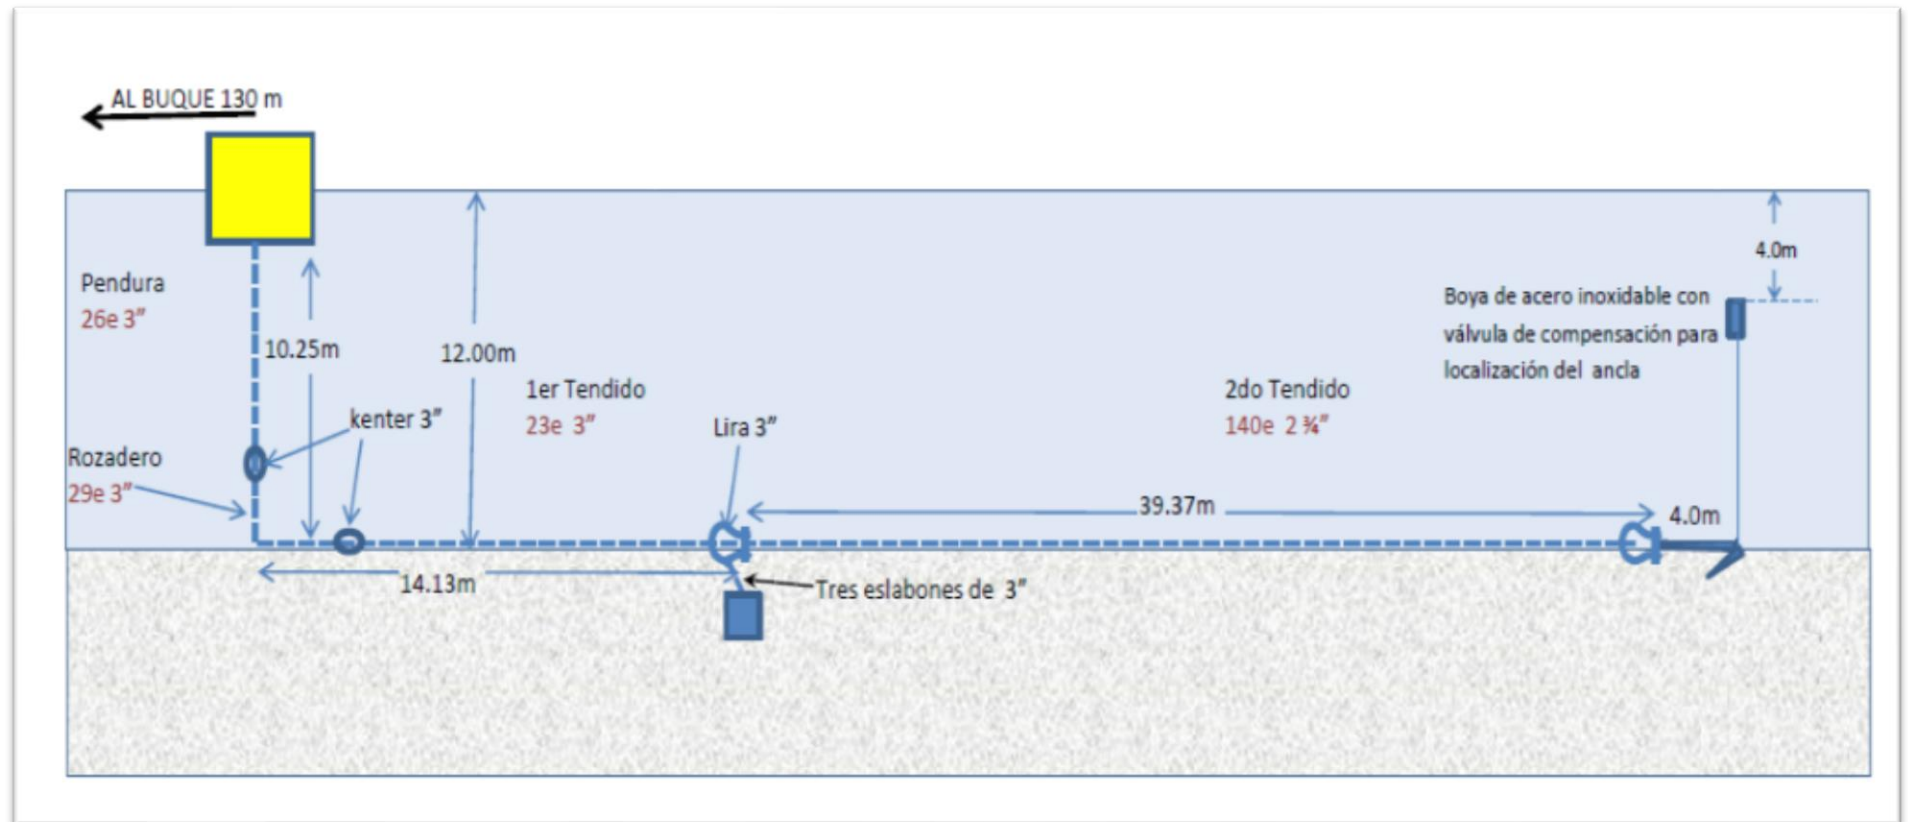 AL BUQUE 130 m
4.0m
Pendura
26e 3”
Boya de acero inoxidable con
válvula de compensación para
localización del ancla
10.25m
12.00m
1er Tendido
23e 3”
2do Tendido
140e 2 ¾”
kenter 3”
Lira 3”
Rozadero
29e 3”
39.37m
4.0m
14.13m
Tres eslabones de 3”